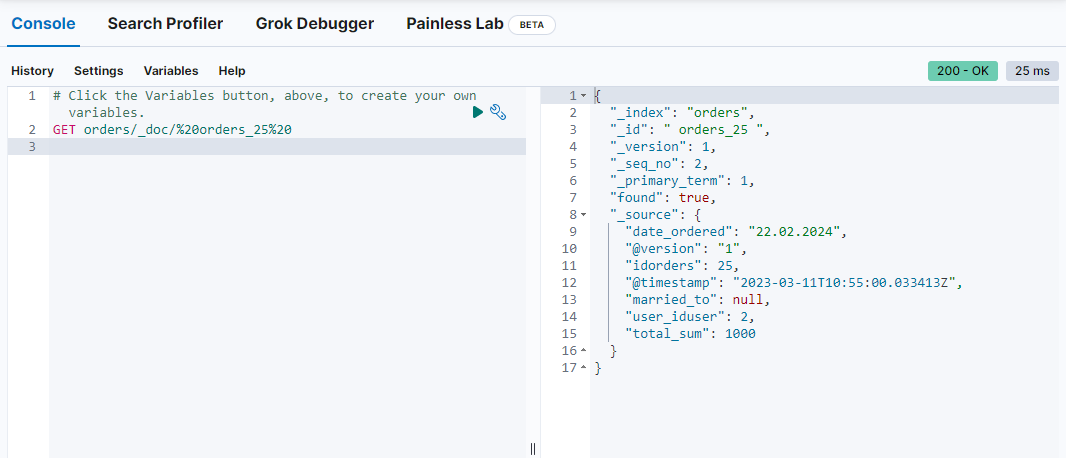 Console Search Profiler Grok Debugger Painless Lab BETA
History Settings Variables Help 200 - OK 25 ms
1 # Click the Variables button, above, to create your own
variables.
2 GET orders/_doc/%20orders_25%20
3
1 {
2 "_index": "orders",
3 "_id": " orders_25 ",
4 "_version": 1,
5 "_seq_no": 2,
6 "_primary_term": 1,
7 "found": true,
8 "_source": {
9 "date_ordered": "22.02.2024",
10 "@version": "1",
11 "idorders": 25,
12 "@timestamp": "2023-03-11T10:55:00.033413Z",
13 "married_to": null,
14 "user_iduser": 2,
15 "total_sum": 1000
16 }
17 }